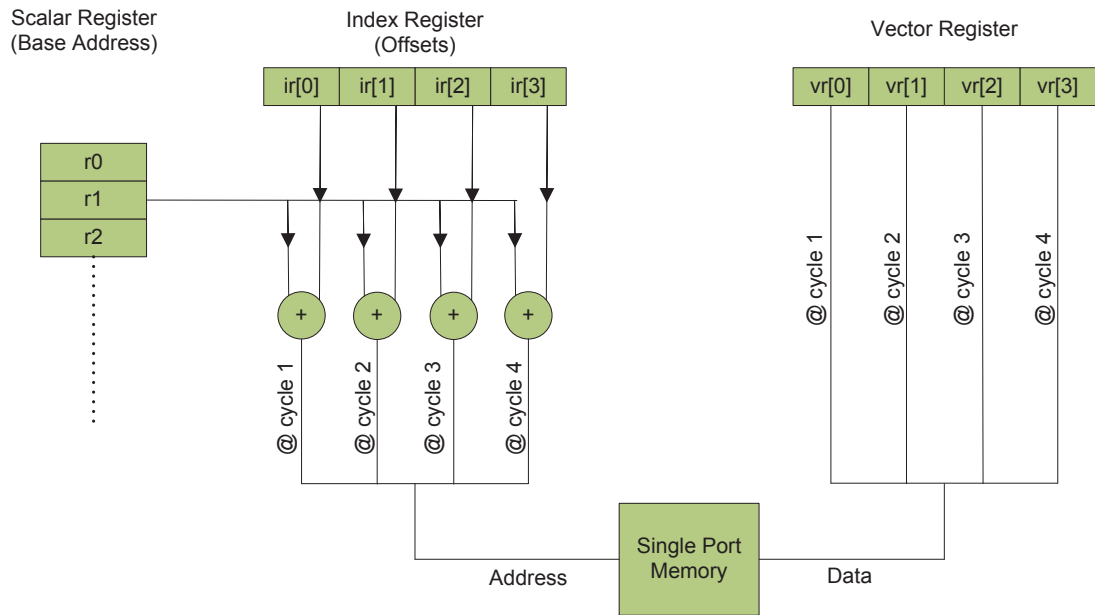 Scalar Register
(Base Address)
Index Register
(Offsets)
Vector Register
ir[0] ir[1] ir[2] ir[3]
vr[0] vr[1] vr[2] vr[3]
r0
r1
r2
+ + + +
@ cycle 1
@ cycle 2
@ cycle 3
@ cycle 4
@ cycle 1
@ cycle 2
@ cycle 3
@ cycle 4
Single Port
Memory
Address
Data